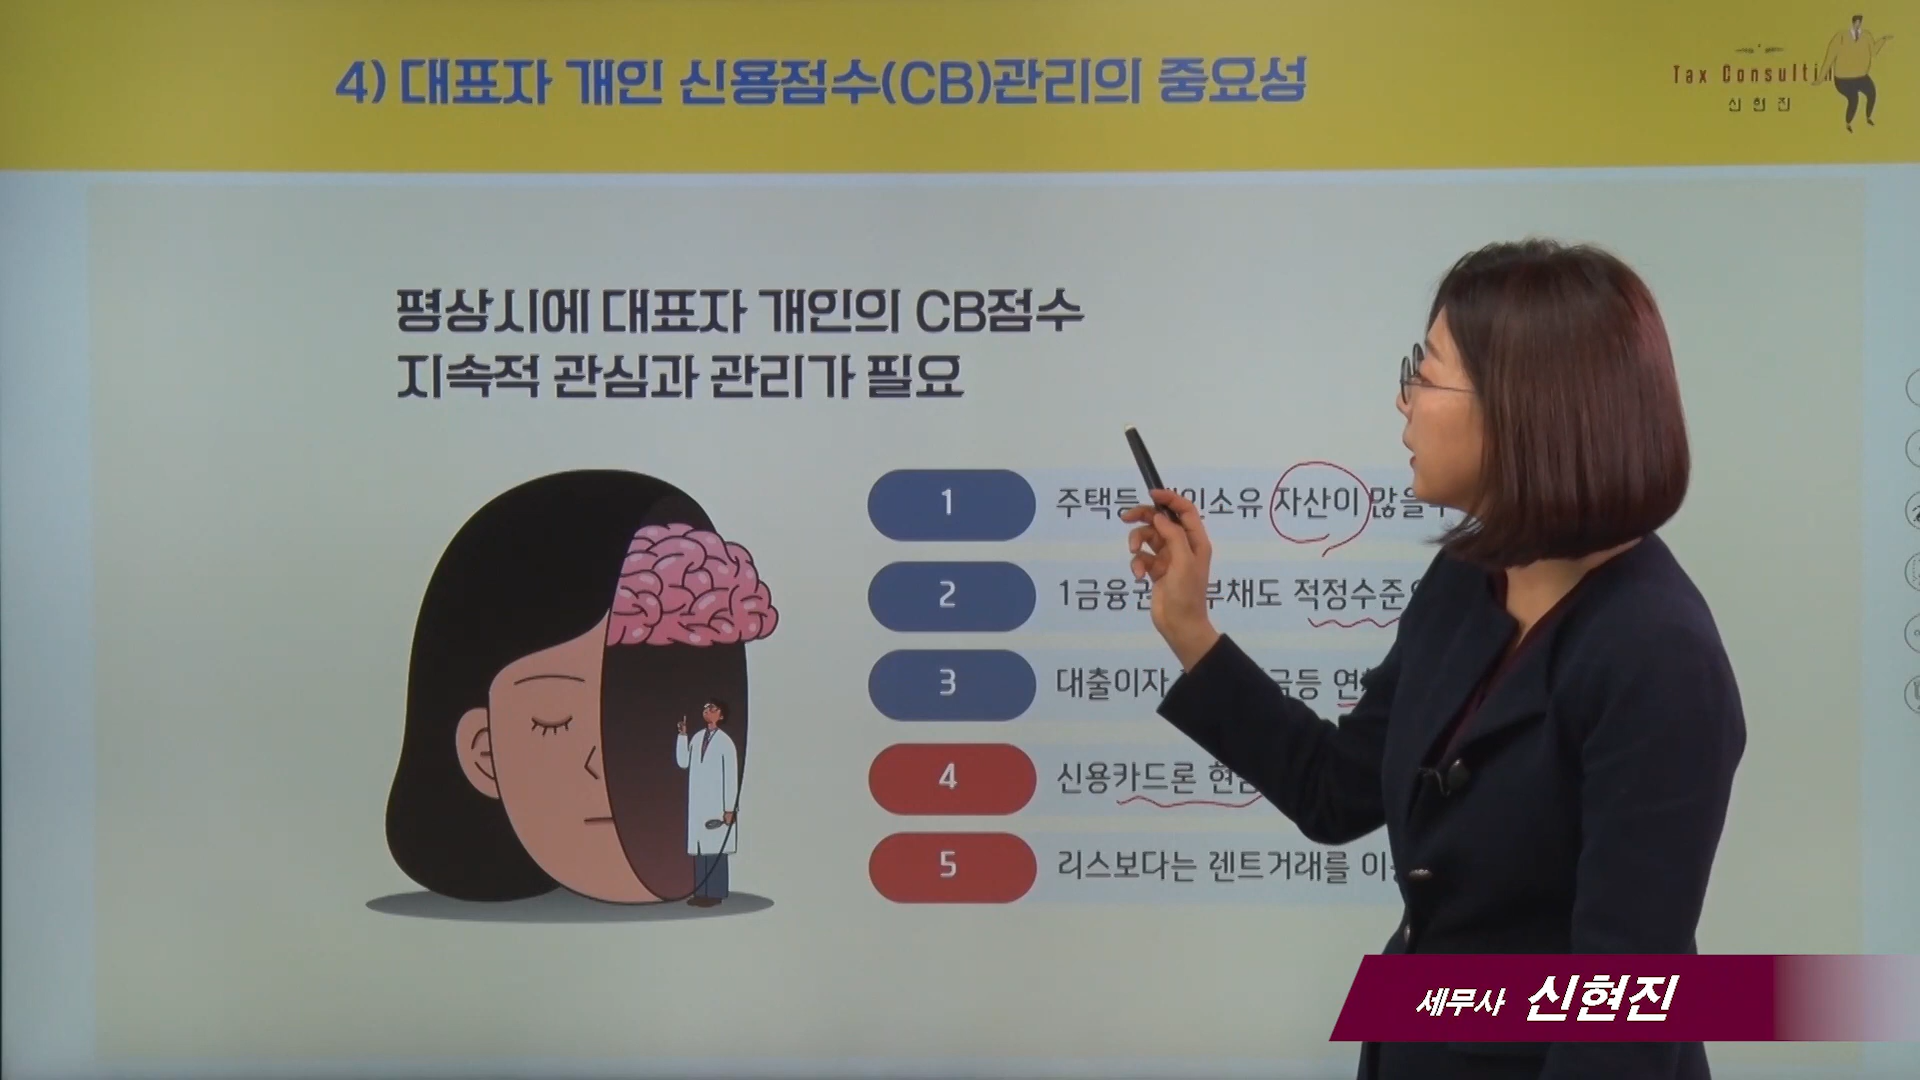 4) 대표자 개인 신용점수(CB)관리의 중요성
Tax Consultin
신현진
평상시에 대표자 개인의 CB점수
지속적 관심과 관리가 필요
1 주택등 개인소유 자산이 많을수
2 1금융권 부채도 적정수준
3 대출이자 금등
4 신용카드론
5 리스보다는 렌트거래를
세무사 신현진